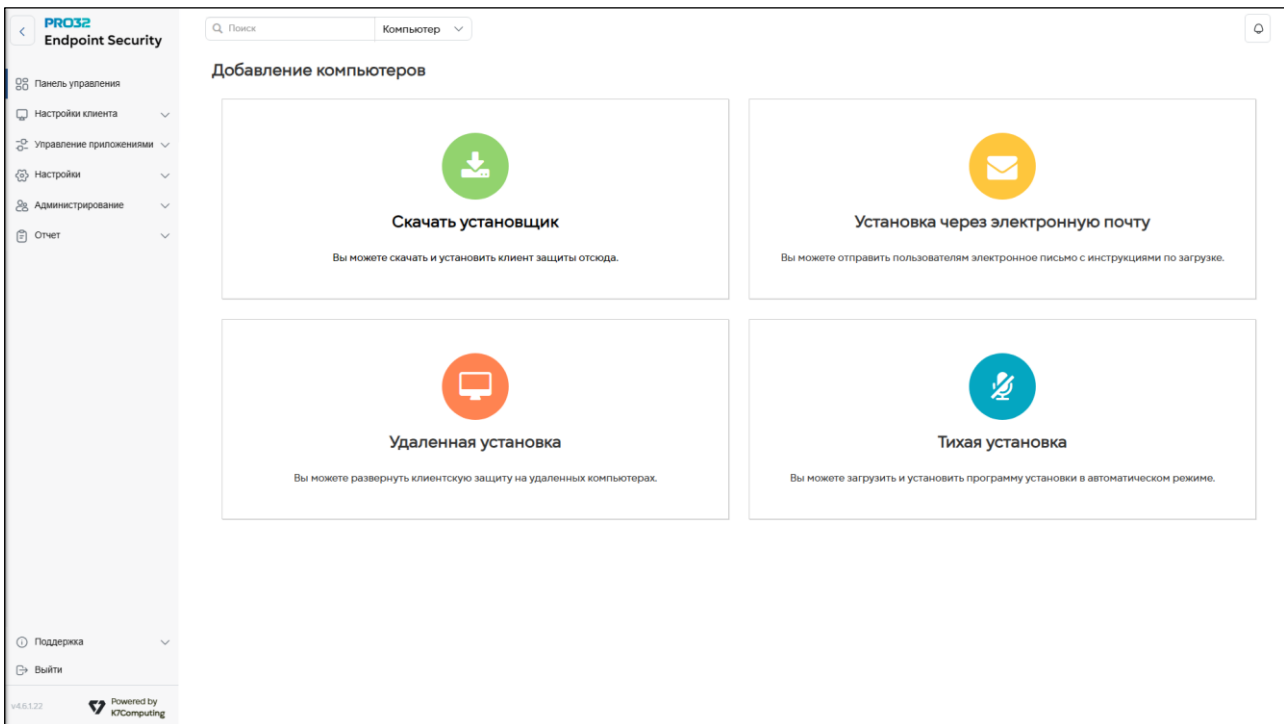 PRO32
Endpoint Security
Поиск
Компьютер
Добавление компьютеров
Панель управления
Настройки клиента
Управление приложениями
Настройки
Администрирование
Отчет
Скачать установщик
Вы можете скачать и установить клиент защиты отсюда.
Установка через электронную почту
Вы можете отправить пользователям электронное письмо с инструкциями по загрузке.
Удаленная установка
Вы можете развернуть клиентскую защиту на удаленных компьютерах.
Тихая установка
Вы можете загрузить и установить программу установки в автоматическом режиме.
Поддержка
Выйти
v4.6.1.22
Powered by
K7Computing